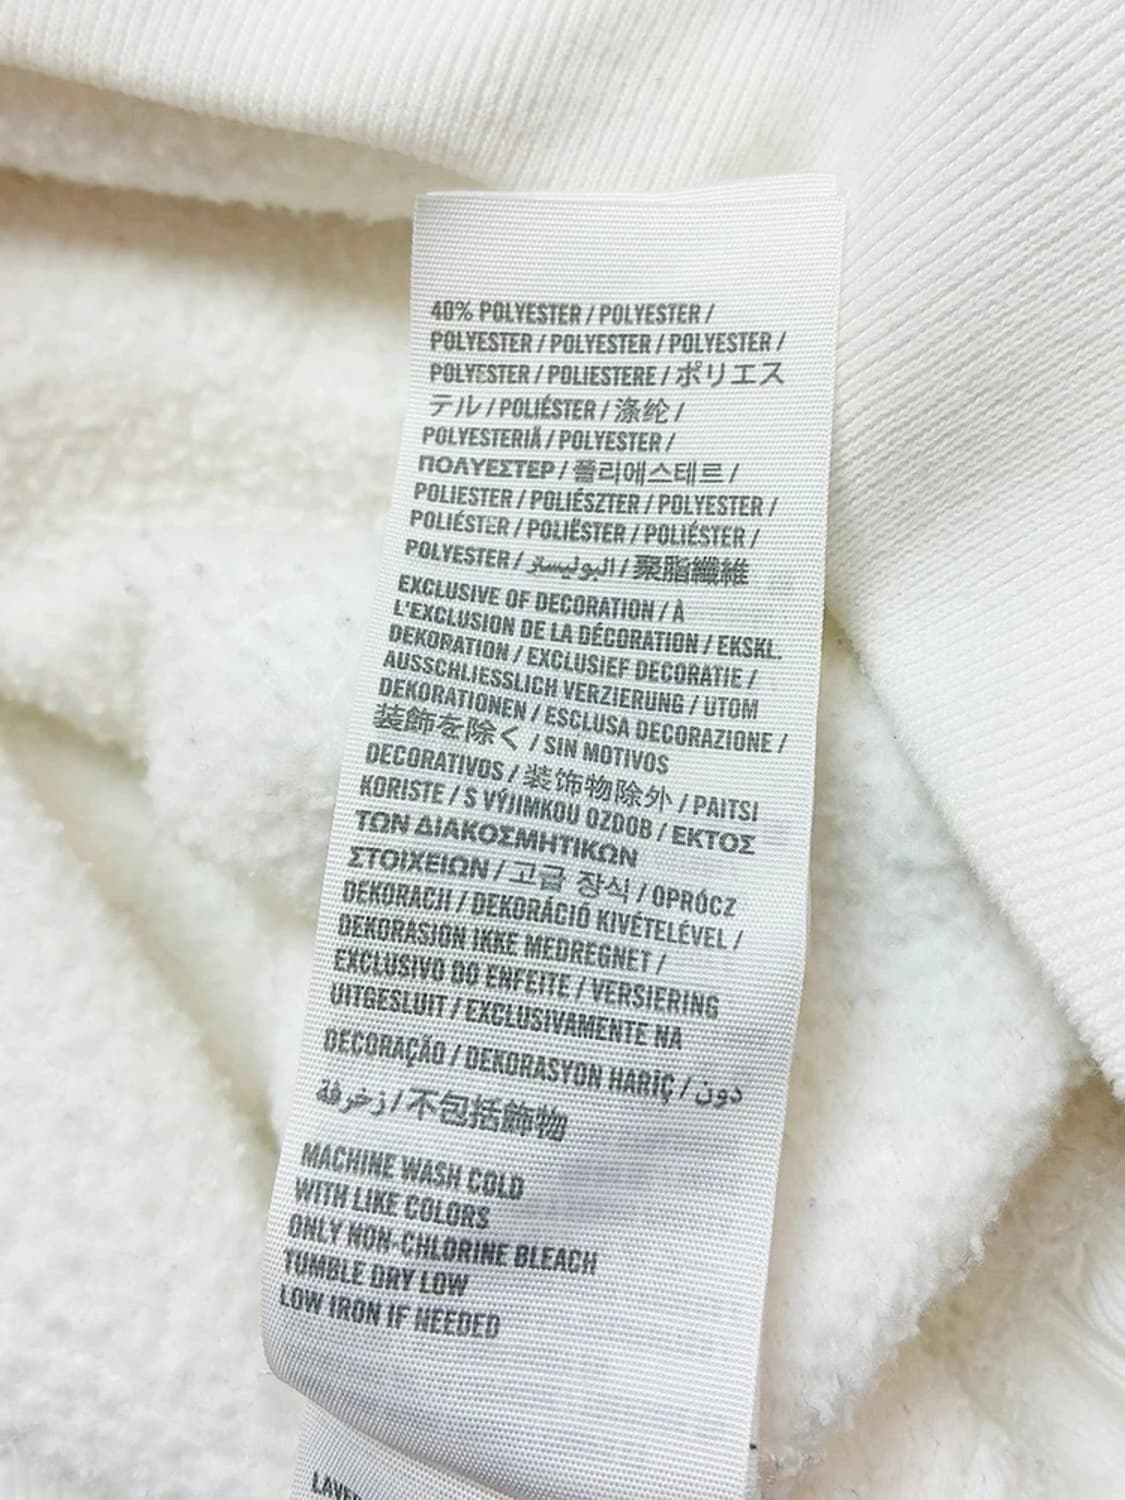 40% POLYESTER / POLYESTER /
POLYESTER / POLYESTER / POLYESTER /
POLYESTER / POLIESTERE / ポリエス
テル / POLIÉSTER / 涤纶 /
POLYESTERIÄ / POLYESTER /
ΠΟΛΥΕΣΤΕΡ / 폴리에스테르 /
POLIESTER / POLIÉSZTER / POLYESTER /
POLIÉSTER / POLIËSTER / POLIÉSTER /
POLYESTER / البوليستر / 聚脂纖維
EXCLUSIVE OF DECORATION / À
L'EXCLUSION DE LA DÉCORATION / EKSKL.
DEKORATION / EXCLUSIEF DECORATIE /
AUSSCHLIESSLICH VERZIERUNG / UTOM
DEKORATIONEN / ESCLUSA DECORAZIONE /
装飾を除く / SIN MOTIVOS
DECORATIVOS / 装饰物除外 / PAITSI
KORISTE / S VÝJIMKOU OZDOB / ΕΚΤΟΣ
ΤΩΝ ΔΙΑΚΟΣΜΗΤΙΚΩΝ
ΣΤΟΙΧΕΙΩΝ / 고급 장식 / OPRÓCZ
DEKORACJI / DEKORÁCIÓ KIVÉTELÉVEL /
DEKORASJON IKKE MEDREGNET /
EXCLUSIVO DO ENFEITE / VERSIERING
UITGESLUIT / EXCLUSIVAMENTE NA
DECORAÇÃO / DEKORASYON HARİÇ / دون
زخرفة / 不包括飾物
MACHINE WASH COLD
WITH LIKE COLORS
ONLY NON-CHLORINE BLEACH
TUMBLE DRY LOW
LOW IRON IF NEEDED